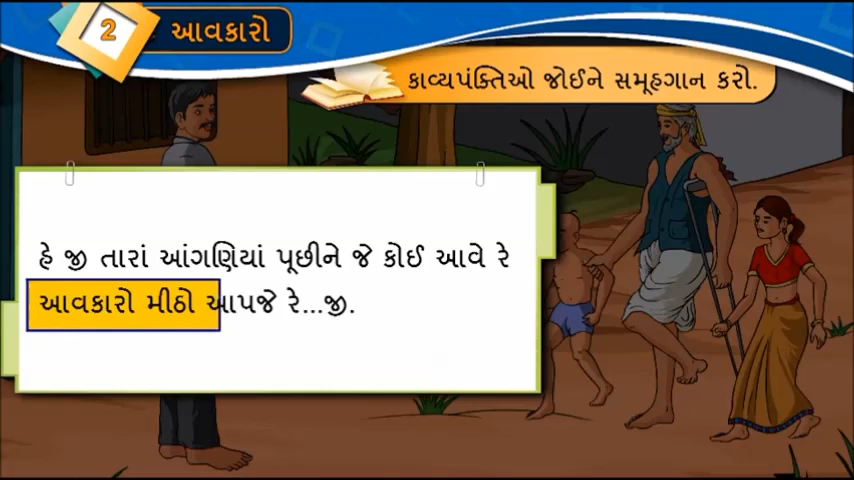 2 આવકારો
કાવ્યપંક્તિઓ જોઈને સમૂહગાન કરો.
હે જી તારાં આંગણિયાં પૂછીને જે કોઈ આવે રે
આવકારો મીઠો આપજે રે...જી.